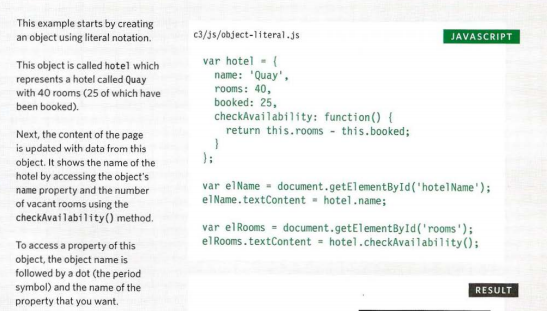 This example starts by creating
an object using literal notation.
This object is called hotel which
represents a hotel called Quay
with 40 rooms (25 of which have
been booked).
Next, the content of the page
is updated with data from this
object. It shows the name of the
hotel by accessing the object's
name property and the number
of vacant rooms using the
checkAvailability() method.
To access a property of this
object, the object name is
followed by a dot (the period
symbol) and the name of the
property that you want.
c3/js/object-literal.js
JAVASCRIPT
var hotel = {
  name: 'Quay',
  rooms: 40,
  booked: 25,
  checkAvailability: function() {
    return this.rooms - this.booked;
  }
};
var elName = document.getElementById('hotelName');
elName.textContent = hotel.name;
var elRooms = document.getElementById('rooms');
elRooms.textContent = hotel.checkAvailability();
RESULT